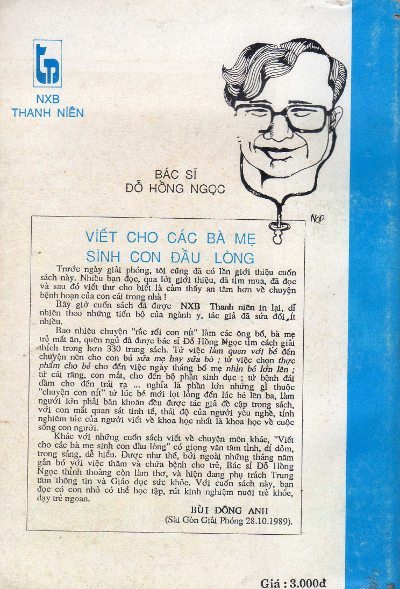 NXB
THANH NIÊN
BÁC SĨ
ĐỖ HỒNG NGỌC
NGP
VIẾT CHO CÁC BÀ MẸ
SINH CON ĐẦU LÒNG
Trước ngày giải phóng, tôi cũng đã có lần giới thiệu cuốn
sách này. Nhiều bạn đọc, qua lời giới thiệu, đã tìm mua, đã đọc
và sau đó viết thư cho biết là cảm thấy an tâm hơn về chuyện
bệnh hoạn của con cái trong nhà !
Bây giờ cuốn sách đã được NXB Thanh niên in lại, dĩ
nhiên theo những tiến bộ của ngành y, tác giả đã sửa đổi ít
nhiều.
Bao nhiêu chuyện "rắc rối con nít" làm các ông bố, bà mẹ
trẻ mất ăn, quên ngủ đã được bác sĩ Đỗ Hồng Ngọc tìm cách giải
thích trong hơn 330 trang sách. Từ việc làm quen với bé đến
chuyện nên cho con bú sữa mẹ hay sữa bò ; từ việc chọn thực
phẩm cho bé cho đến việc ngày tháng bố mẹ nhìn bé lớn lên ;
từ cái răng, con mắt, cho đến bộ phận sinh dục ; từ bệnh đái
dầm cho đến trái rạ ... nghĩa là phần lớn những gì thuộc
"chuyện con nít" từ lúc bé mới lọt lòng đến lúc bé lên ba, làm
người lớn phải băn khoăn đều được tác giả đề cập trong sách,
với con mắt quan sát tinh tế, thái độ của người yêu nghề, tính
nghiêm túc của người viết về khoa học nhất là khoa học về cuộc
sống con người.
Khác với những cuốn sách viết về chuyên môn khác, "Viết
cho các bà mẹ sinh con đầu lòng" có giọng văn tâm tình, dí dỏm,
trong sáng, dễ hiểu. Được như thế, bởi ngoài những tháng năm
gắn bó với việc thăm và chữa bệnh cho trẻ, Bác sĩ Đỗ Hồng
Ngọc thỉnh thoảng còn làm thơ, và hiện đang phụ trách Trung
tâm thông tin và Giáo dục sức khỏe. Với cuốn sách này, bạn
đọc có con nhỏ có thể học tập, rút kinh nghiệm nuôi trẻ khỏe,
dạy trẻ ngoan.
BÙI ĐÔNG ANH
(Sài Gòn Giải Phóng 28.10.1989).
Giá : 3.000đ